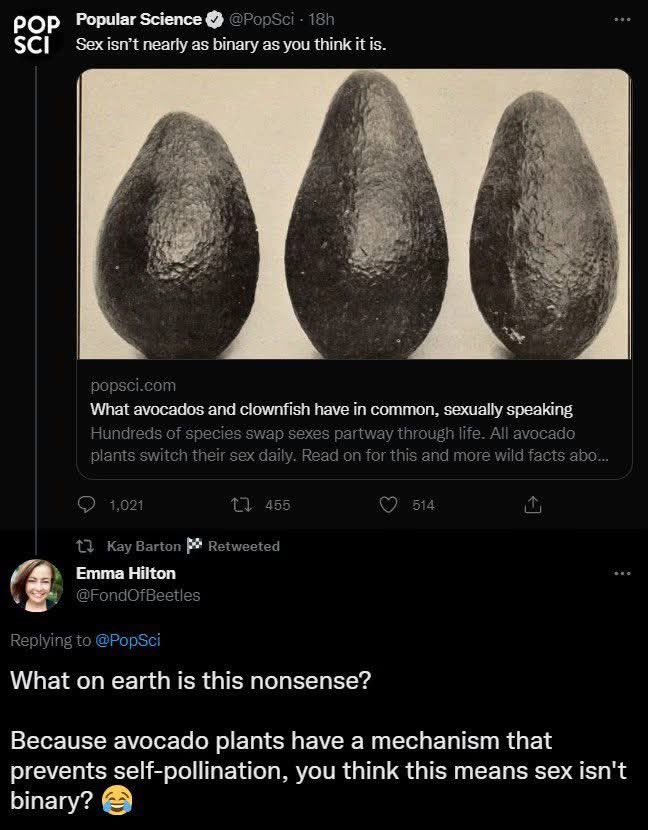 POP
SCI
Popular Science @PopSci · 18h
Sex isn't nearly as binary as you think it is.
popsci.com
What avocados and clownfish have in common, sexually speaking
Hundreds of species swap sexes partway through life. All avocado
plants switch their sex daily. Read on for this and more wild facts abo...
1,021
455
514
Kay Barton 🏁 Retweeted
Emma Hilton
@FondOfBeetles
Replying to @PopSci
What on earth is this nonsense?
Because avocado plants have a mechanism that
prevents self-pollination, you think this means sex isn't
binary? 😂